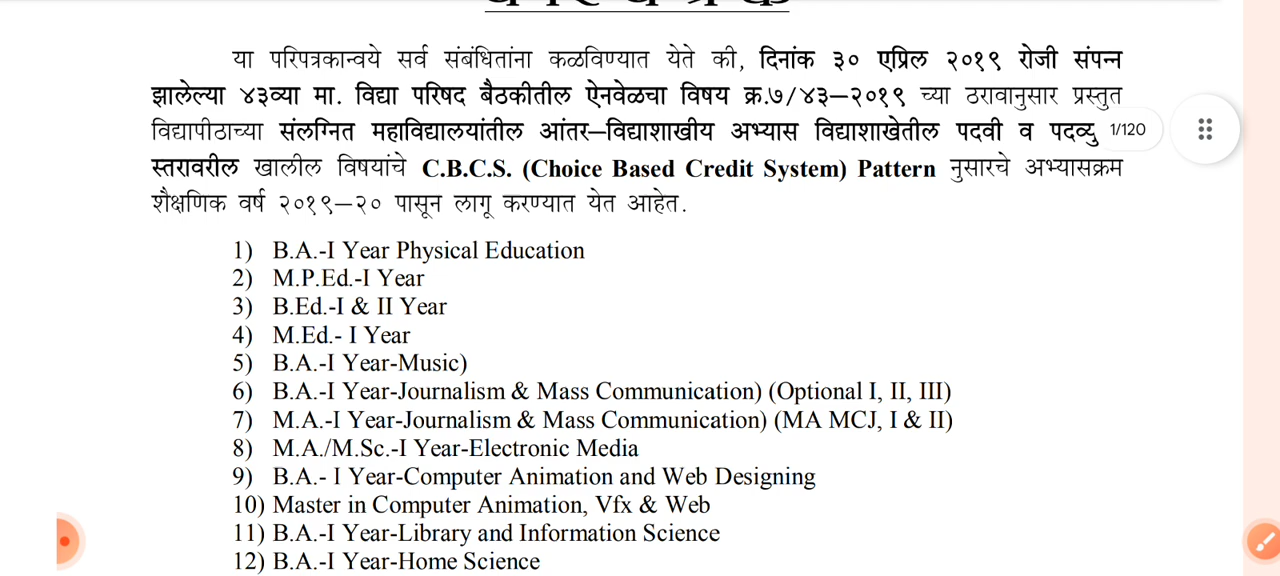 या परिपत्रकान्वये सर्व संबंधितांना कळविण्यात येते की, दिनांक ३० एप्रिल २०१९ रोजी संपन्न
झालेल्या ४३व्या मा. विद्या परिषद बैठकीतील ऐनवेळचा विषय क्र.७/४३–२०१९ च्या ठरावानुसार प्रस्तुत
विद्यापीठाच्या संलग्नित महाविद्यालयांतील आंतर–विद्याशाखीय अभ्यास विद्याशाखेतील पदवी व पदव्यु
1/120
स्तरावरील खालील विषयांचे C.B.C.S. (Choice Based Credit System) Pattern नुसारचे अभ्यासक्रम
शैक्षणिक वर्ष २०१९–२० पासून लागू करण्यात येत आहेत.
1) B.A.-I Year Physical Education
2) M.P.Ed.-I Year
3) B.Ed.-I & II Year
4) M.Ed.- I Year
5) B.A.-I Year-Music)
6) B.A.-I Year-Journalism & Mass Communication) (Optional I, II, III)
7) M.A.-I Year-Journalism & Mass Communication) (MA MCJ, I & II)
8) M.A./M.Sc.-I Year-Electronic Media
9) B.A.- I Year-Computer Animation and Web Designing
10) Master in Computer Animation, Vfx & Web
11) B.A.-I Year-Library and Information Science
12) B.A.-I Year-Home Science